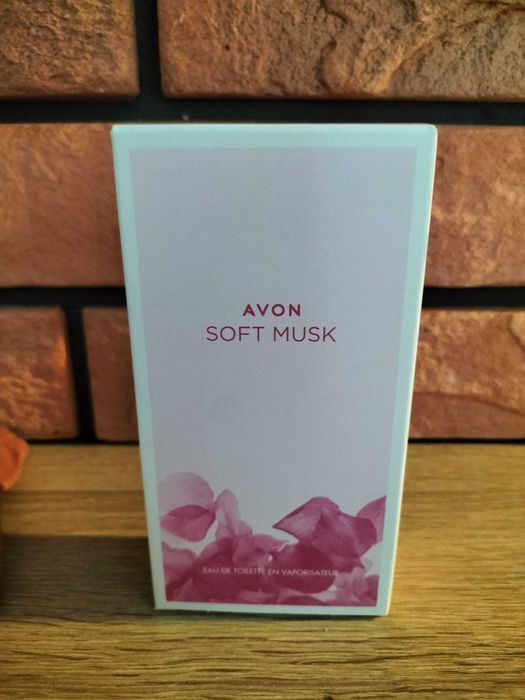 AVON
SOFT MUSK
EAU DE TOILETTE EN VAPORISATEUR